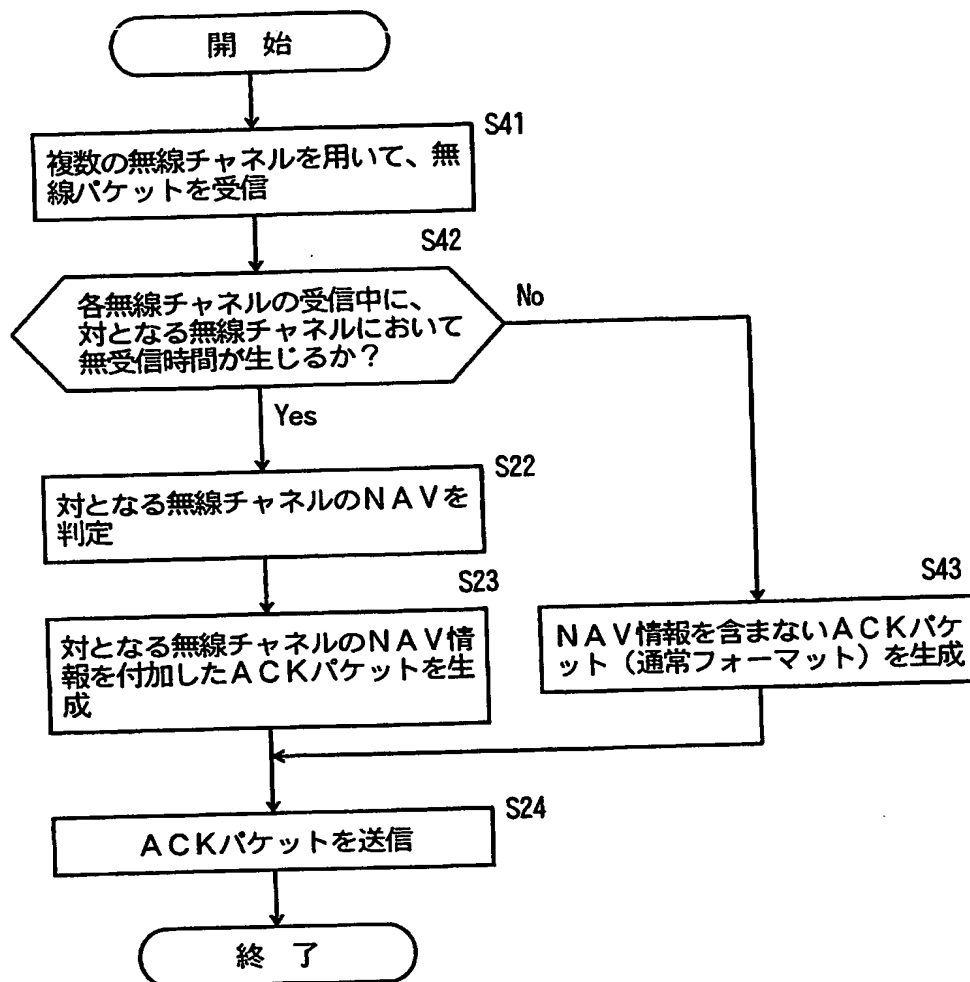 開　始
S41
複数の無線チャネルを用いて、無
線パケットを受信
S42
各無線チャネルの受信中に、
対となる無線チャネルにおいて
無受信時間が生じるか？
No
Yes
S22
対となる無線チャネルのＮＡＶを
判定
S23
対となる無線チャネルのＮＡＶ情
報を付加したＡＣＫパケットを生
成
S43
ＮＡＶ情報を含まないＡＣＫパケ
ット（通常フォーマット）を生成
S24
ＡＣＫパケットを送信
終　了